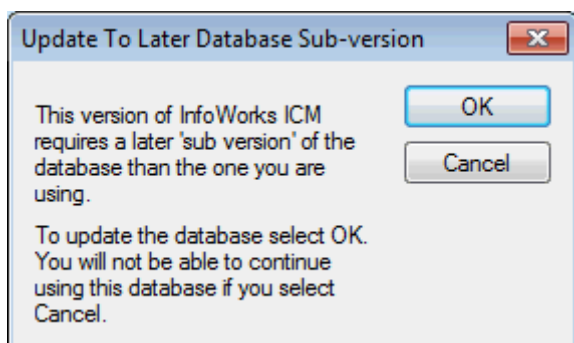 Update To Later Database Sub-version
This version of InfoWorks ICM
requires a later 'sub version' of the
database than the one you are
using.
To update the database select OK.
You will not be able to continue
using this database if you select
Cancel.
OK
Cancel